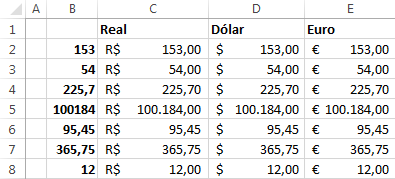 A B C D E
1 Real Dólar Euro
2 153 R$ 153,00 $ 153,00 € 153,00
3 54 R$ 54,00 $ 54,00 € 54,00
4 225,7 R$ 225,70 $ 225,70 € 225,70
5 100184 R$ 100.184,00 $ 100.184,00 € 100.184,00
6 95,45 R$ 95,45 $ 95,45 € 95,45
7 365,75 R$ 365,75 $ 365,75 € 365,75
8 12 R$ 12,00 $ 12,00 € 12,00